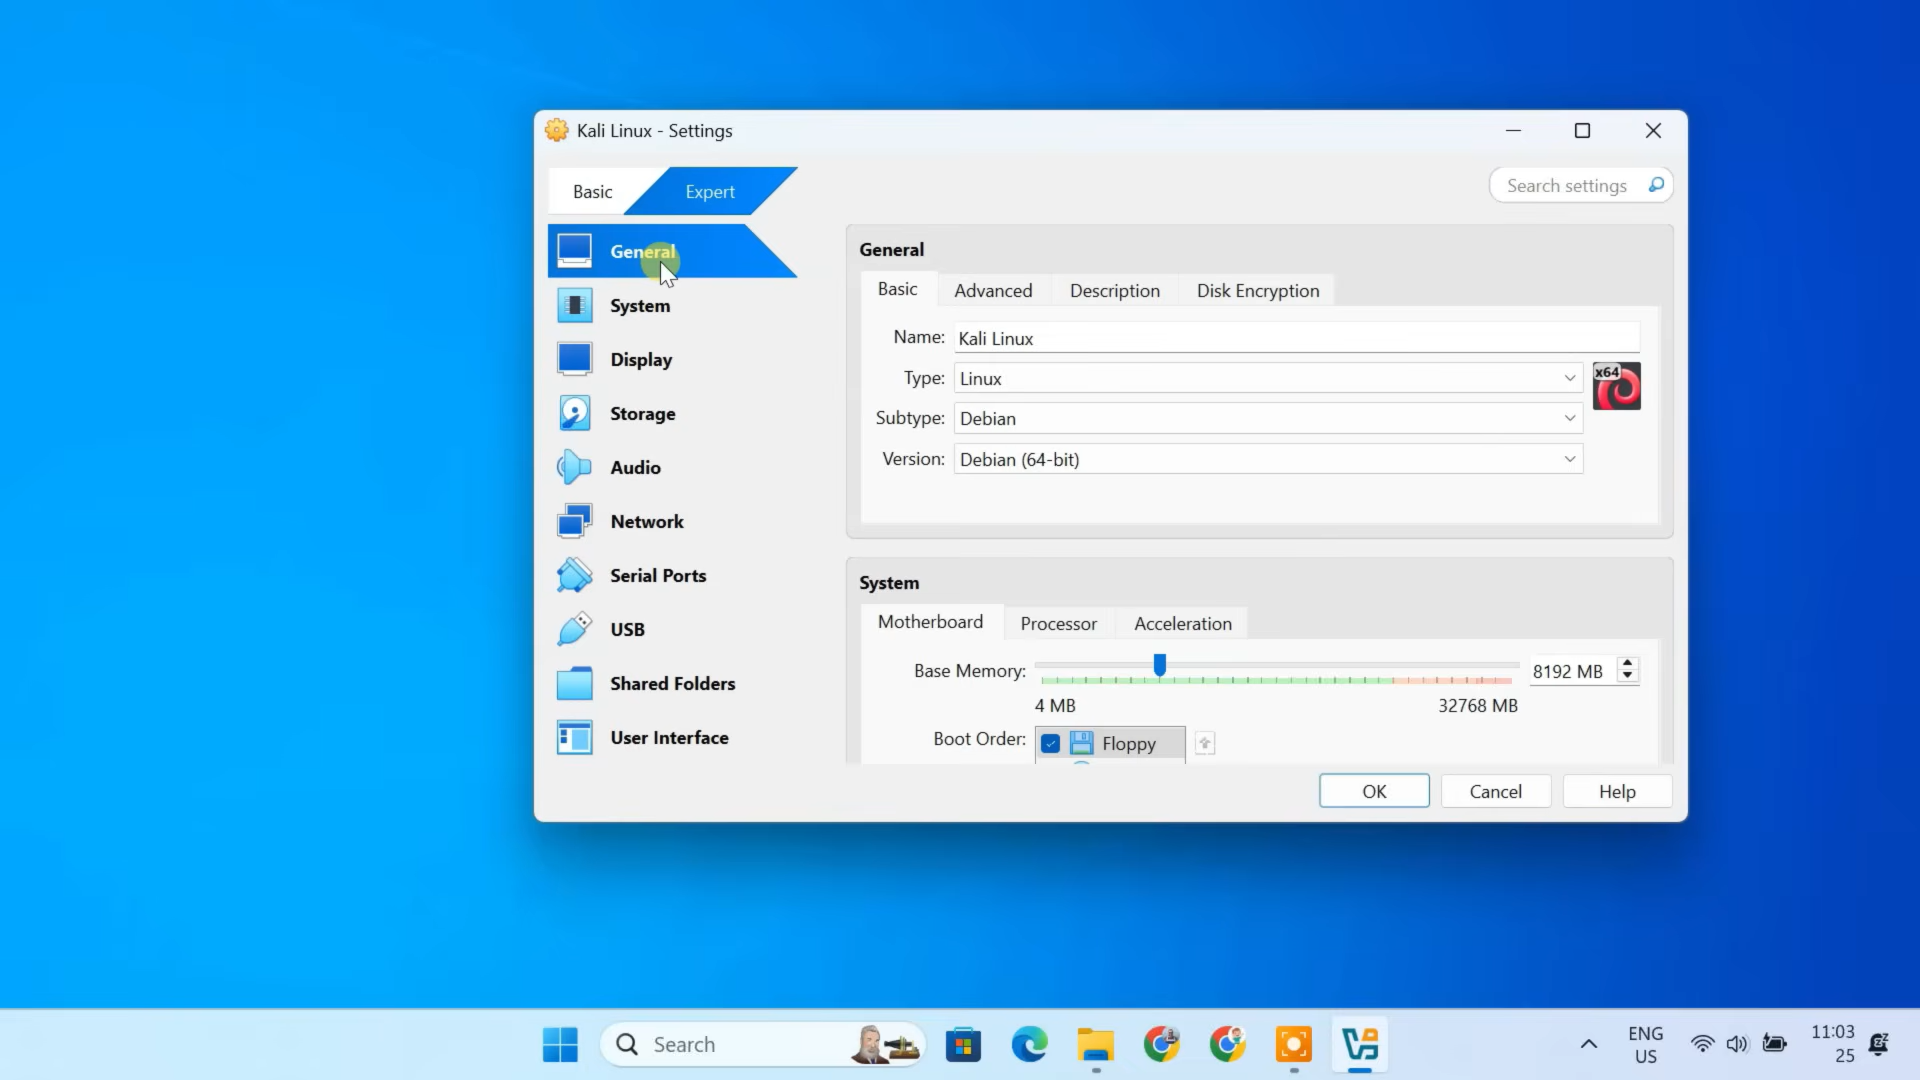 Kali Linux - Settings
Basic
Expert
Search settings
General
System
Display
Storage
Audio
Network
Serial Ports
USB
Shared Folders
User Interface
General
Basic
Advanced
Description
Disk Encryption
Name:
Kali Linux
Type:
Linux
x64
Subtype:
Debian
Version:
Debian (64-bit)
System
Motherboard
Processor
Acceleration
Base Memory:
8192 MB
4 MB
32768 MB
Boot Order:
Floppy
OK
Cancel
Help
Search
ENG
US
11:03
25